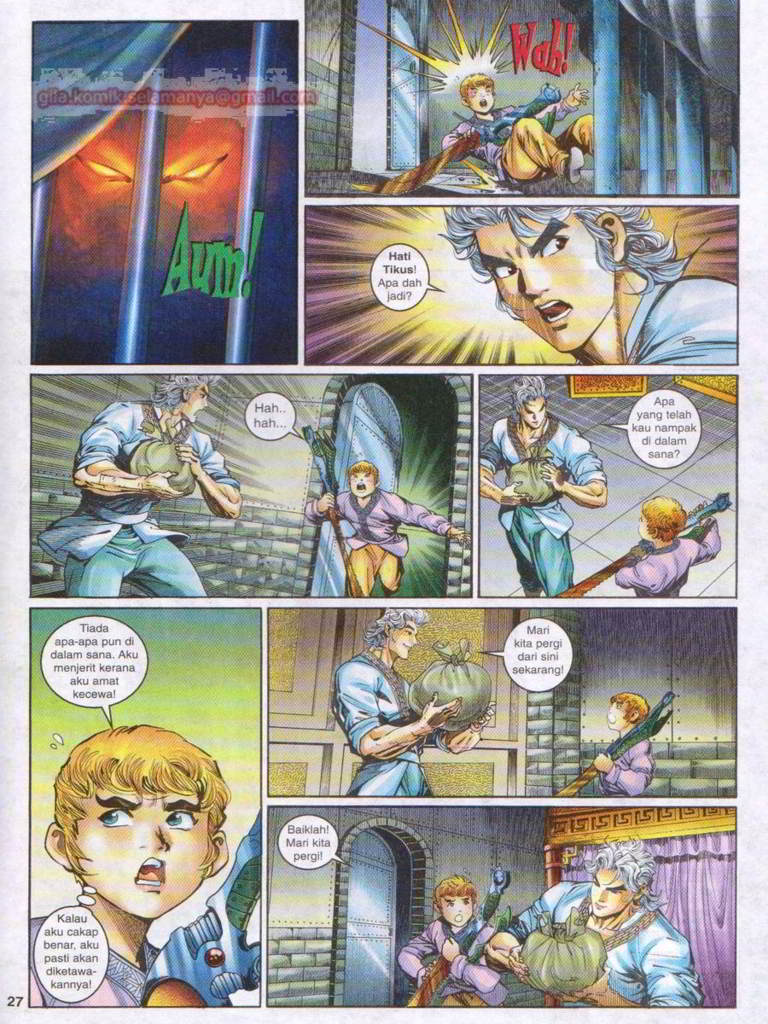 gila.komik.selamanya@gmail.com
Aum!
Wah!
Hati
Tikus!
Apa dah
jadi?
Hah..
hah...
Apa
yang telah
kau nampak
di dalam
sana?
Tiada
apa-apa pun di
dalam sana. Aku
menjerit kerana
aku amat
kecewa!
Kalau
aku cakap
benar, aku
pasti akan
diketawa-
kannya!
Mari
kita pergi
dari sini
sekarang!
Baiklah!
Mari kita
pergi!
27